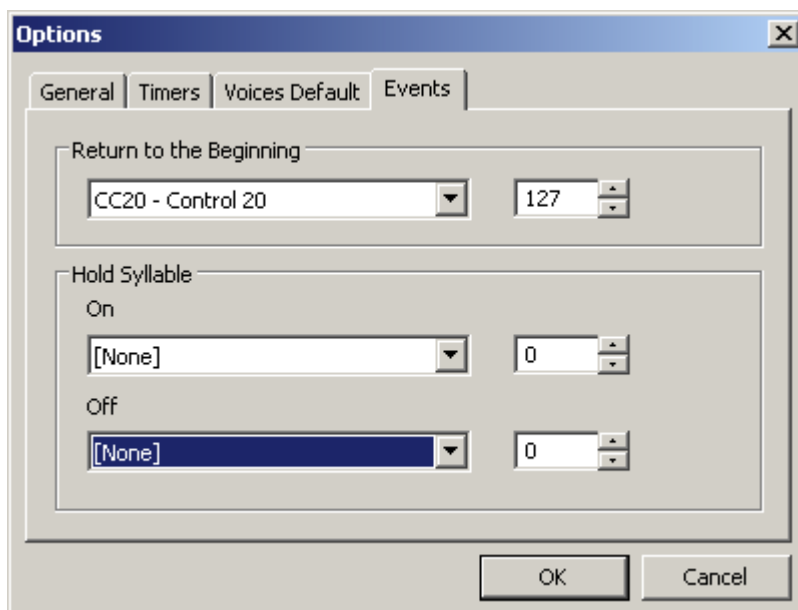 Options
General Timers Voices Default Events
Return to the Beginning
CC20 - Control 20 127
Hold Syllable
On
[None] 0
Off
[None] 0
OK Cancel